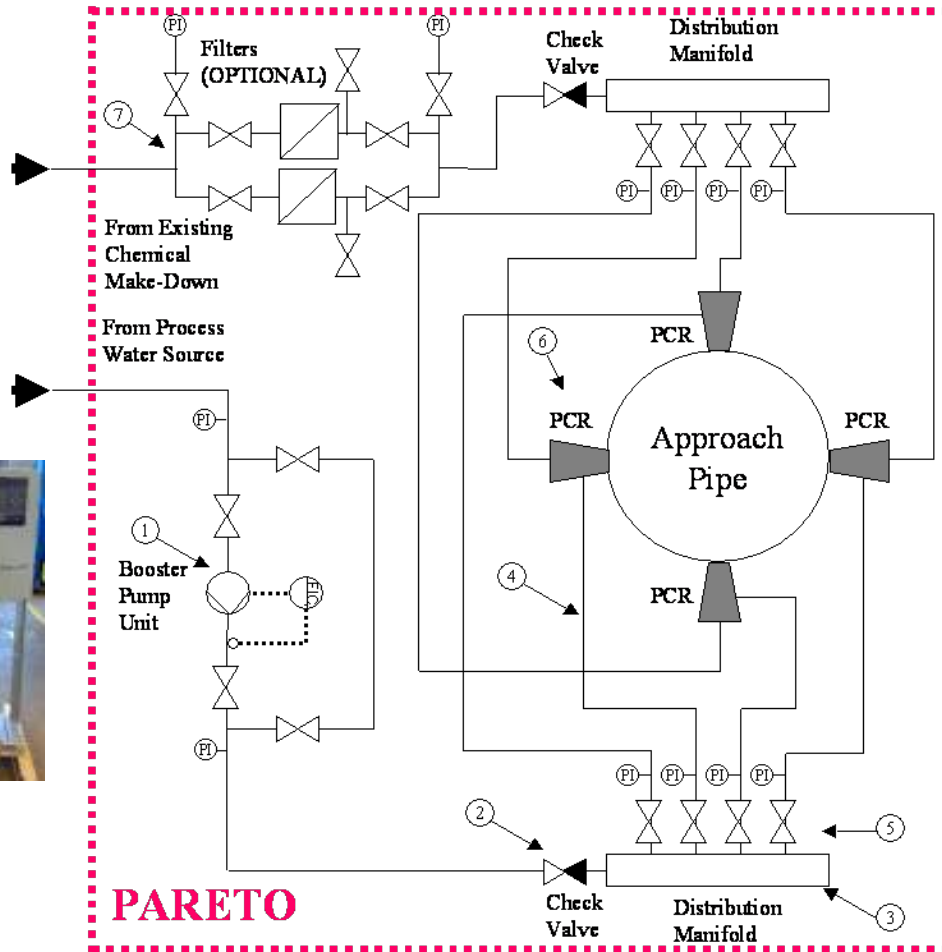 PI
PI
Filters
(OPTIONAL)
Check
Valve
Distribution
Manifold
7
PI
PI
PI
PI
From Existing
Chemical
Make-Down
From Process
Water Source
PI
PCR
6
PCR
PCR
Approach
Pipe
1
Booster
Pump
Unit
FIC
4
PCR
PI
PI
PI
PI
PI
2
5
Check
Valve
Distribution
Manifold
3
PARETO